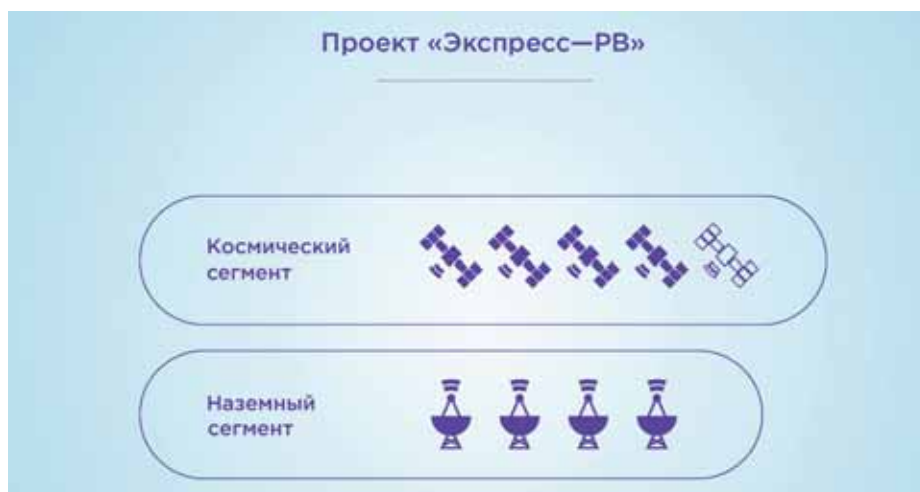 Проект «Экспресс—РВ»
Космический
сегмент
Наземный
сегмент